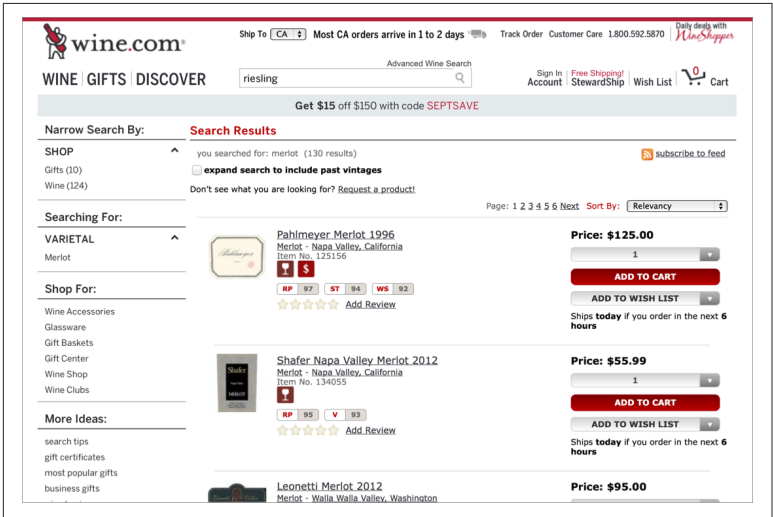 wine.com®
Ship To CA Most CA orders arrive in 1 to 2 days
Track Order Customer Care 1.800.592.5870
Daily deals with
WineShopper
WINE GIFTS DISCOVER
Advanced Wine Search
riesling
Sign In
Account
Free Shipping!
StewardShip
Wish List
0
Cart
Get $15 off $150 with code SEPTSAVE
Narrow Search By:
SHOP
Gifts (10)
Wine (124)
Searching For:
VARIETAL
Merlot
Shop For:
Wine Accessories
Glassware
Gift Baskets
Gift Center
Wine Shop
Wine Clubs
More Ideas:
search tips
gift certificates
most popular gifts
business gifts
Search Results
you searched for: merlot (130 results)
subscribe to feed
expand search to include past vintages
Don't see what you are looking for? Request a product!
Page: 1 2 3 4 5 6 Next Sort By: Relevancy
Pahlmeyer
Pahlmeyer Merlot 1996
Merlot - Napa Valley, California
Item No. 125156
$
RP 97 ST 94 WS 92
Add Review
Price: $125.00
1
ADD TO CART
ADD TO WISH LIST
Ships today if you order in the next 6
hours
Shafer
MERLOT
Shafer Napa Valley Merlot 2012
Merlot - Napa Valley, California
Item No. 134055
RP 95 V 93
Add Review
Price: $55.99
1
ADD TO CART
ADD TO WISH LIST
Ships today if you order in the next 6
hours
Leonetti Merlot 2012
Merlot - Walla Walla Valley, Washington
Price: $95.00